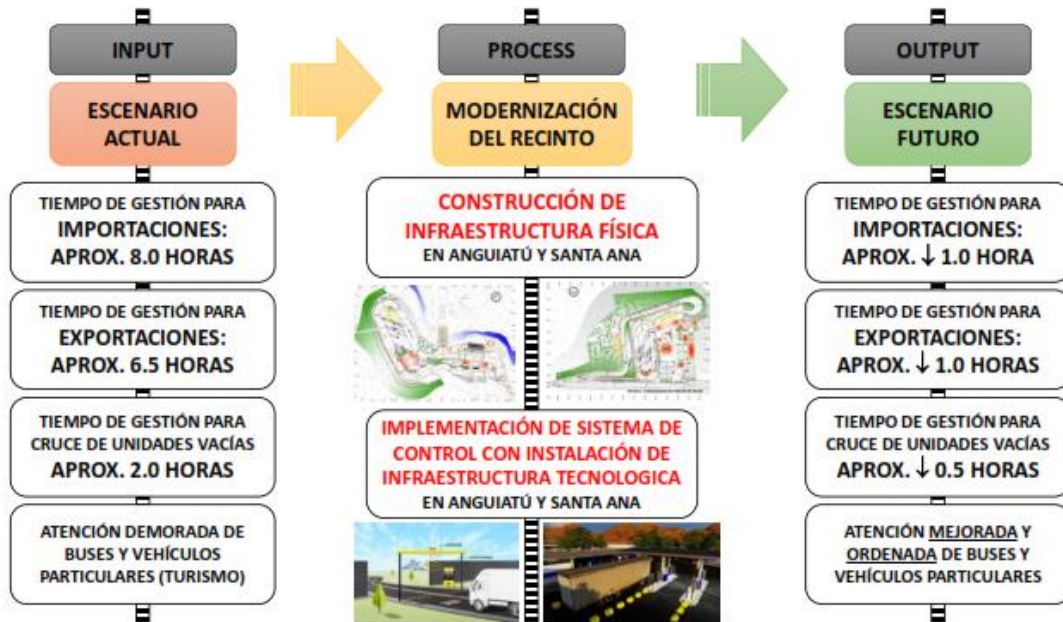 INPUT
ESCENARIO
ACTUAL
TIEMPO DE GESTIÓN PARA
IMPORTACIONES:
APROX. 8.0 HORAS
TIEMPO DE GESTIÓN PARA
EXPORTACIONES:
APROX. 6.5 HORAS
TIEMPO DE GESTIÓN PARA
CRUCE DE UNIDADES VACÍAS
APROX. 2.0 HORAS
ATENCIÓN DEMORADA DE
BUSES Y VEHÍCULOS
PARTICULARES (TURISMO)
PROCESS
MODERNIZACIÓN
DEL RECINTO
CONSTRUCCIÓN DE
INFRAESTRUCTURA FÍSICA
EN ANGUIATÚ Y SANTA ANA
IMPLEMENTACIÓN DE SISTEMA DE
CONTROL CON INSTALACIÓN DE
INFRAESTRUCTURA TECNOLOGICA
EN ANGUIATÚ Y SANTA ANA
OUTPUT
ESCENARIO
FUTURO
TIEMPO DE GESTIÓN PARA
IMPORTACIONES:
APROX. ↓ 1.0 HORA
TIEMPO DE GESTIÓN PARA
EXPORTACIONES:
APROX. ↓ 1.0 HORAS
TIEMPO DE GESTIÓN PARA
CRUCE DE UNIDADES VACÍAS
APROX. ↓ 0.5 HORAS
ATENCIÓN MEJORADA Y
ORDENADA DE BUSES Y
VEHÍCULOS PARTICULARES